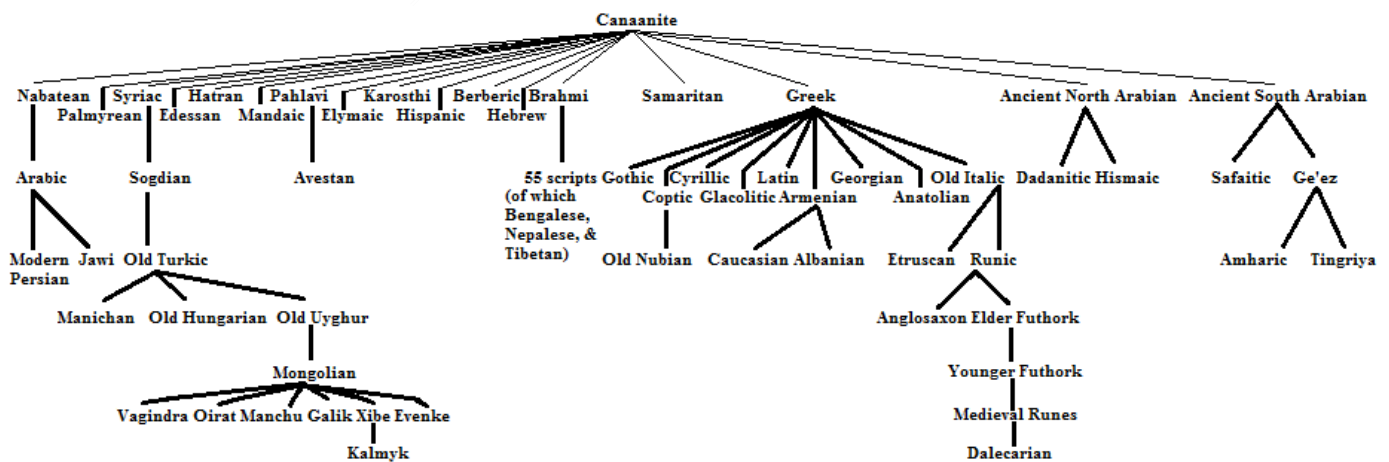 Canaanite
Nabatean Syriac Hatran Pahlavi Karosthi Berberic Brahmi Samaritan Greek Ancient North Arabian Ancient South Arabian
Palmyrean Edessan Mandaic Elymaic Hispanic Hebrew
Arabic Sogdian Avestan 55 scripts Gothic Cyrillic Latin Georgian Old Italic Dadanitic Hismaic Safaitic Ge'ez
(of which Coptic Glacolitic Armenian Anatolian
Bengalese,
Nepalese, &
Tibetan)
Modern Jawi Old Turkic Old Nubian Caucasian Albanian Etruscan Runic Amharic Tingriya
Persian
Manichan Old Hungarian Old Uyghur Anglosaxon Elder Futhork
Mongolian Younger Futhork
Vagindra Oirat Manchu Galik Xibe Evenke Medieval Runes
Kalmyk Dalecarian